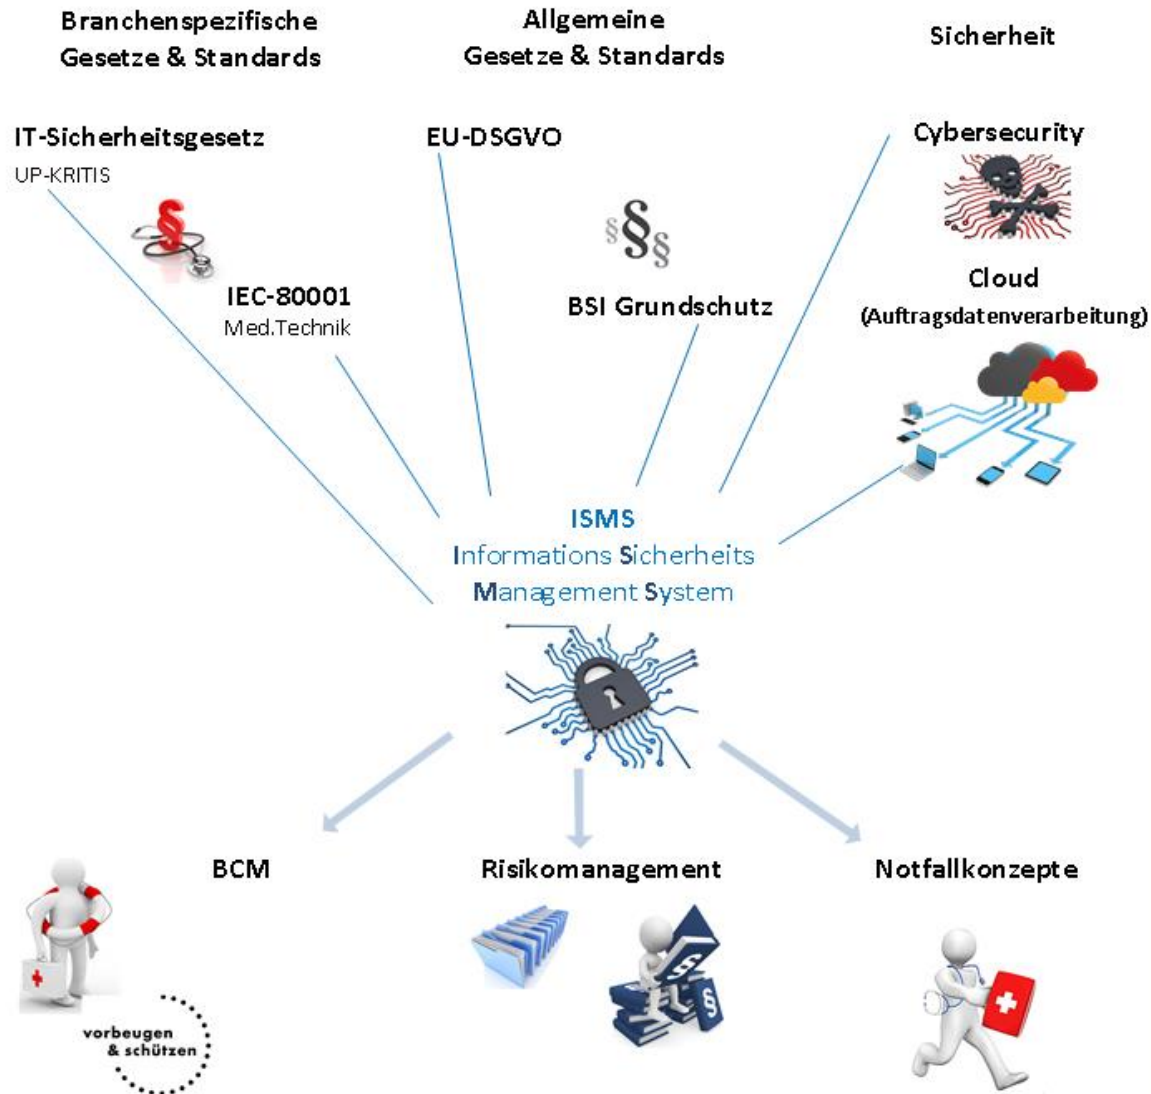 Branchenspezifische
Gesetze & Standards
Allgemeine
Gesetze & Standards
Sicherheit
IT-Sicherheitsgesetz
UP-KRITIS
EU-DSGVO
Cybersecurity
§
§§§
IEC-80001
Med.Technik
BSI Grundschutz
Cloud
(Auftragsdatenverarbeitung)
ISMS
Informations Sicherheits
Management System
BCM
Risikomanagement
Notfallkonzepte
§
§
vorbeugen
& schützen